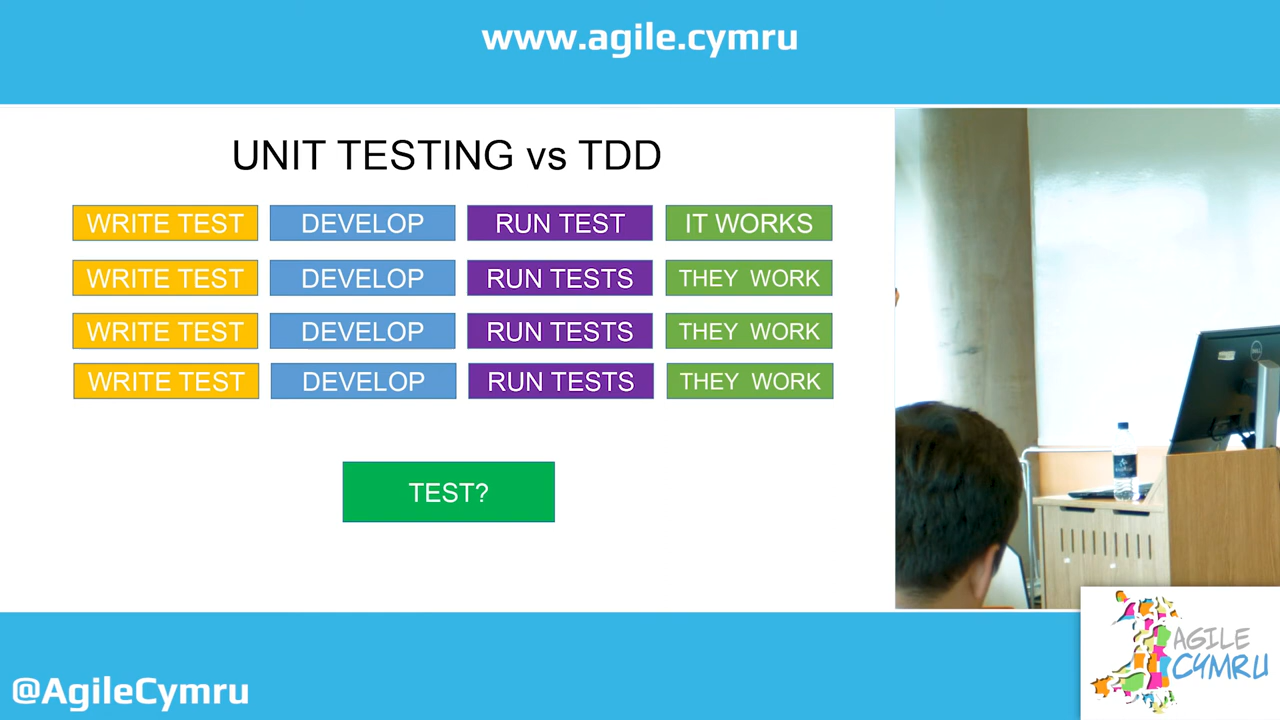 www.agile.cymru
UNIT TESTING vs TDD
WRITE TEST DEVELOP RUN TEST IT WORKS
WRITE TEST DEVELOP RUN TESTS THEY WORK
WRITE TEST DEVELOP RUN TESTS THEY WORK
WRITE TEST DEVELOP RUN TESTS THEY WORK
TEST?
@AgileCymru
AGILE
CYMRU